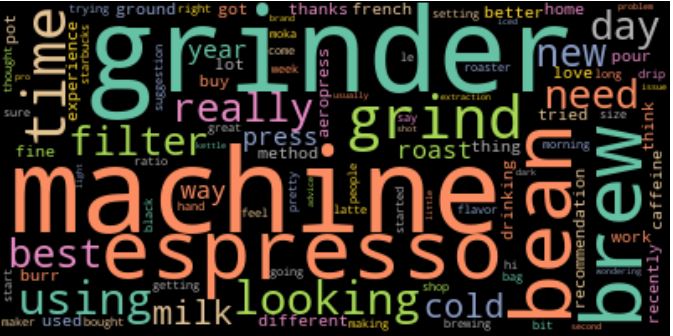 trying ground right got thanks french setting better home
grinder
day
time
pot
thought
pro
experience
starbucks
suggestion
year
lot
buy
brand
moka
come
week
aeropress
le
roaster
new
pour
love long drip
issue
problem
iced
really
usually
need
grind
say
shot
extraction
tried
size
think
sure
filter
great
press
kettle
method
fine
roast
thing
morning
caffeine
ratio
machine
way
hand
light
black
feel
pretty
advice
people
latte
started
little
flavor
drinking
dark
bean
recommendation
brew
wondering
work
recently
best
espresso
burr
start
getting
going
shop
hi
bag
using
milk
looking
cold
bit
second
maker used bought
different making
brewing